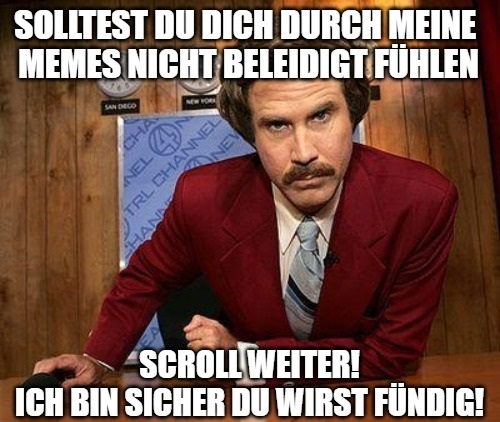 SOLLTEST DU DICH DURCH MEINE
MEMES NICHT BELEIDIGT FÜHLEN
SAN DIEGO
NEW YORK
CHANNEL
4
CHANNEL
SCROLL WEITER!
ICH BIN SICHER DU WIRST FÜNDIG!